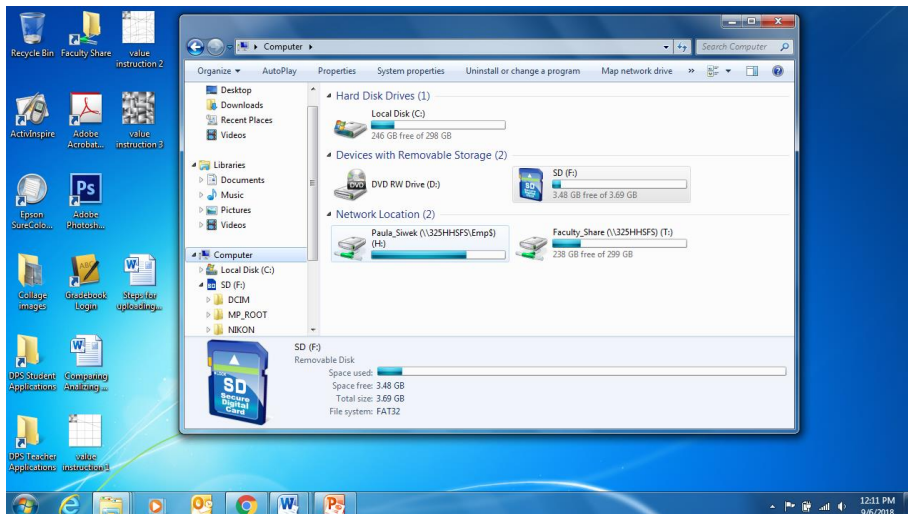 Recycle Bin
Faculty Share
value
instruction 2
ActivInspire
Adobe
Acrobat...
value
instruction 3
Epson
SureColo...
Adobe
Photosh...
Collage
images
Gradebook
Login
Steps for
uploading...
DPS Student
Applications
Comparing
Analizing ...
DPS Teacher
Applications
value
Computer
Search Computer
Organize
AutoPlay
Properties
System properties
Uninstall or change a program
Map network drive
»
Desktop
Downloads
Recent Places
Videos
Libraries
Documents
Music
Pictures
Videos
Computer
Local Disk (C:)
SD (F:)
DCIM
MP_ROOT
NIKON
Hard Disk Drives (1)
Local Disk (C:)
246 GB free of 298 GB
Devices with Removable Storage (2)
DVD
DVD RW Drive (D:)
SD
SD (F:)
3.48 GB free of 3.69 GB
Network Location (2)
Paula_Siwek (\\325HHSFS\Emp$)
(H:)
Faculty_Share (\\325HHSFS) (T:)
238 GB free of 299 GB
SD
Secure
Digital
Card
SD (F:)
Removable Disk
Space used:
Space free: 3.48 GB
Total size: 3.69 GB
File system: FAT32
12:11 PM
9/6/2018